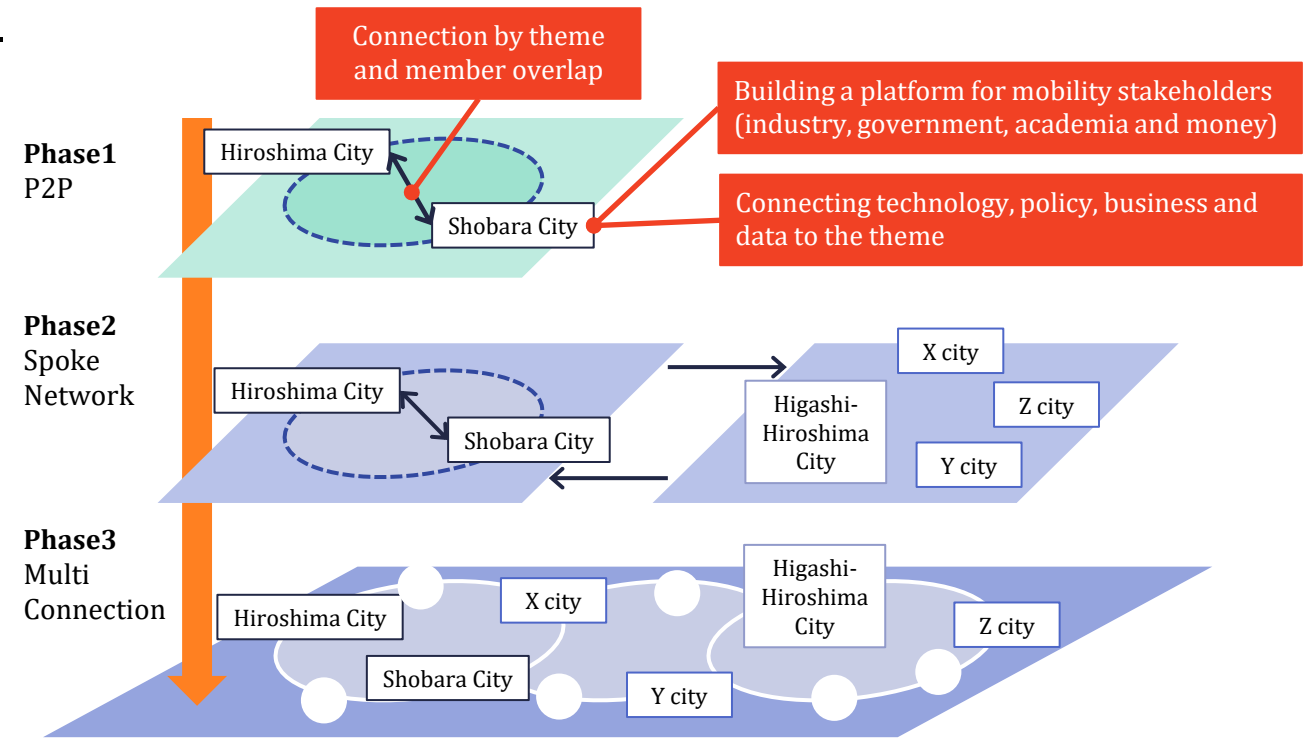 Connection by theme
and member overlap
Building a platform for mobility stakeholders
(industry, government, academia and money)
Phase1
P2P
Hiroshima City
Shobara City
Connecting technology, policy, business and
data to the theme
Phase2
Spoke
Network
Hiroshima City
Shobara City
X city
Higashi-
Hiroshima
City
Z city
Y city
Phase3
Multi
Connection
Hiroshima City
X city
Higashi-
Hiroshima
City
Z city
Shobara City
Y city